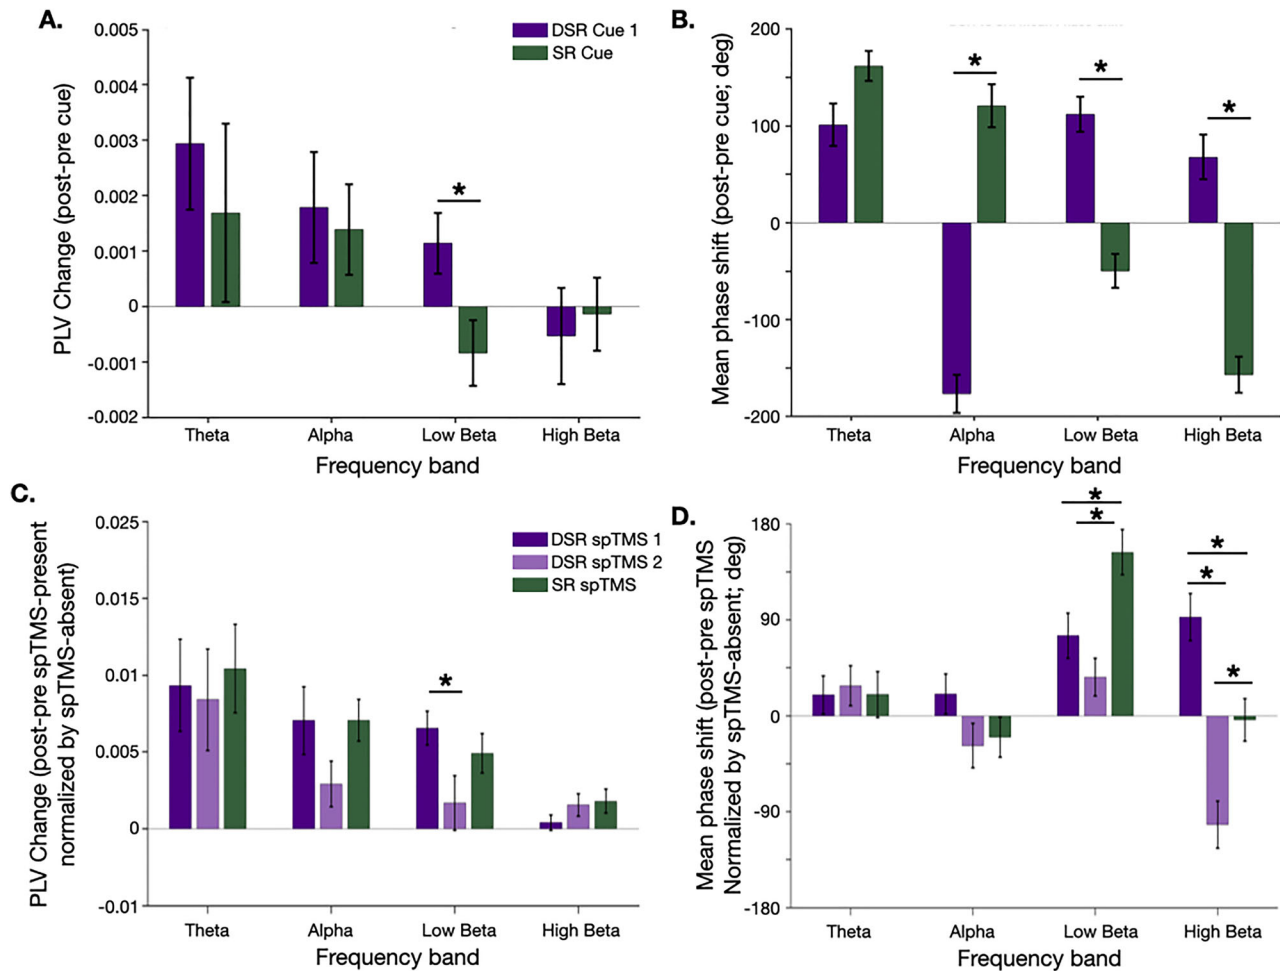 A.
0.005
0.004
0.003
0.002
0.001
0
-0.001
-0.002
PLV Change (post-pre cue)
DSR Cue 1
SR Cue
*
Theta Alpha Low Beta High Beta
Frequency band
B.
200
100
0
-100
-200
Mean phase shift (post-pre cue; deg)
* * *
Theta Alpha Low Beta High Beta
Frequency band
C.
0.025
0.015
0.01
0.005
0
-0.01
PLV Change (post-pre spTMS-present
normalized by spTMS-absent)
DSR spTMS 1
DSR spTMS 2
SR spTMS
*
Theta Alpha Low Beta High Beta
Frequency band
D.
180
90
0
-90
-180
Mean phase shift (post-pre spTMS
Normalized by spTMS-absent; deg)
*
*
*
*
*
Theta Alpha Low Beta High Beta
Frequency band